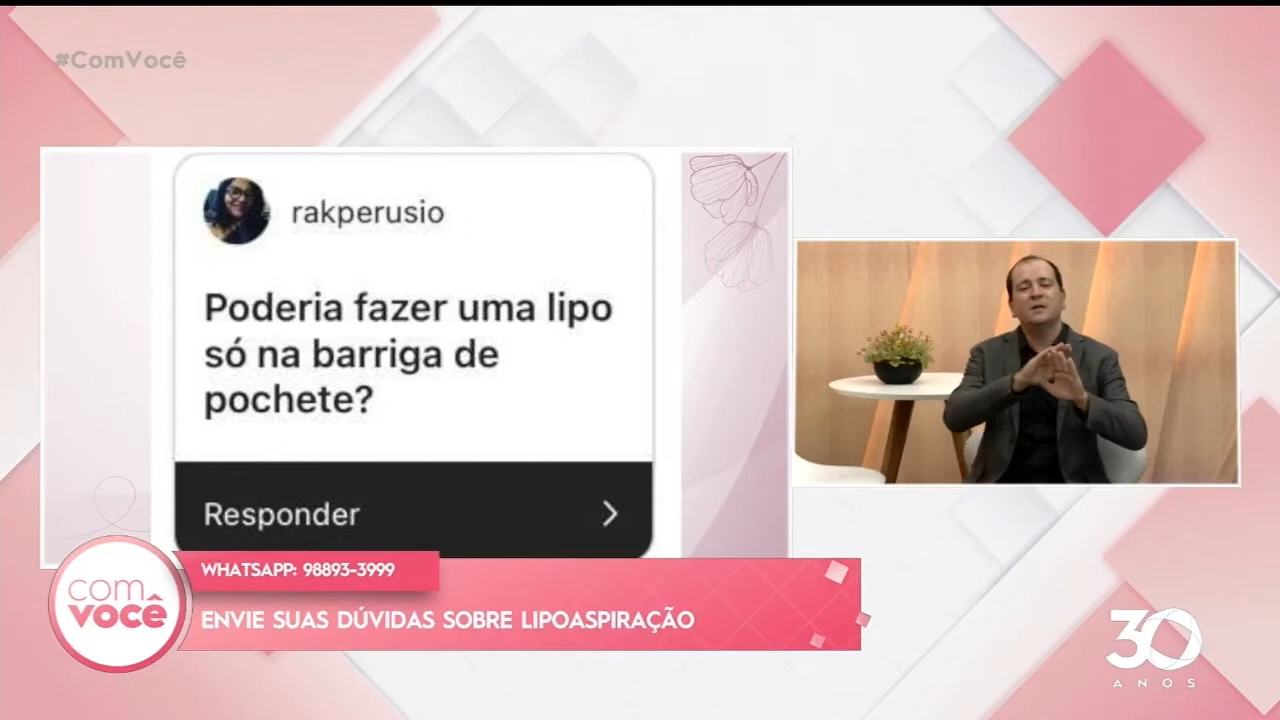 #ComVocê
rakperusio
Poderia fazer uma lipo
só na barriga de
pochete?
Responder
WHATSAPP: 98893-3999
com
você
ENVIE SUAS DÚVIDAS SOBRE LIPOASPIRAÇÃO
30
ANOS